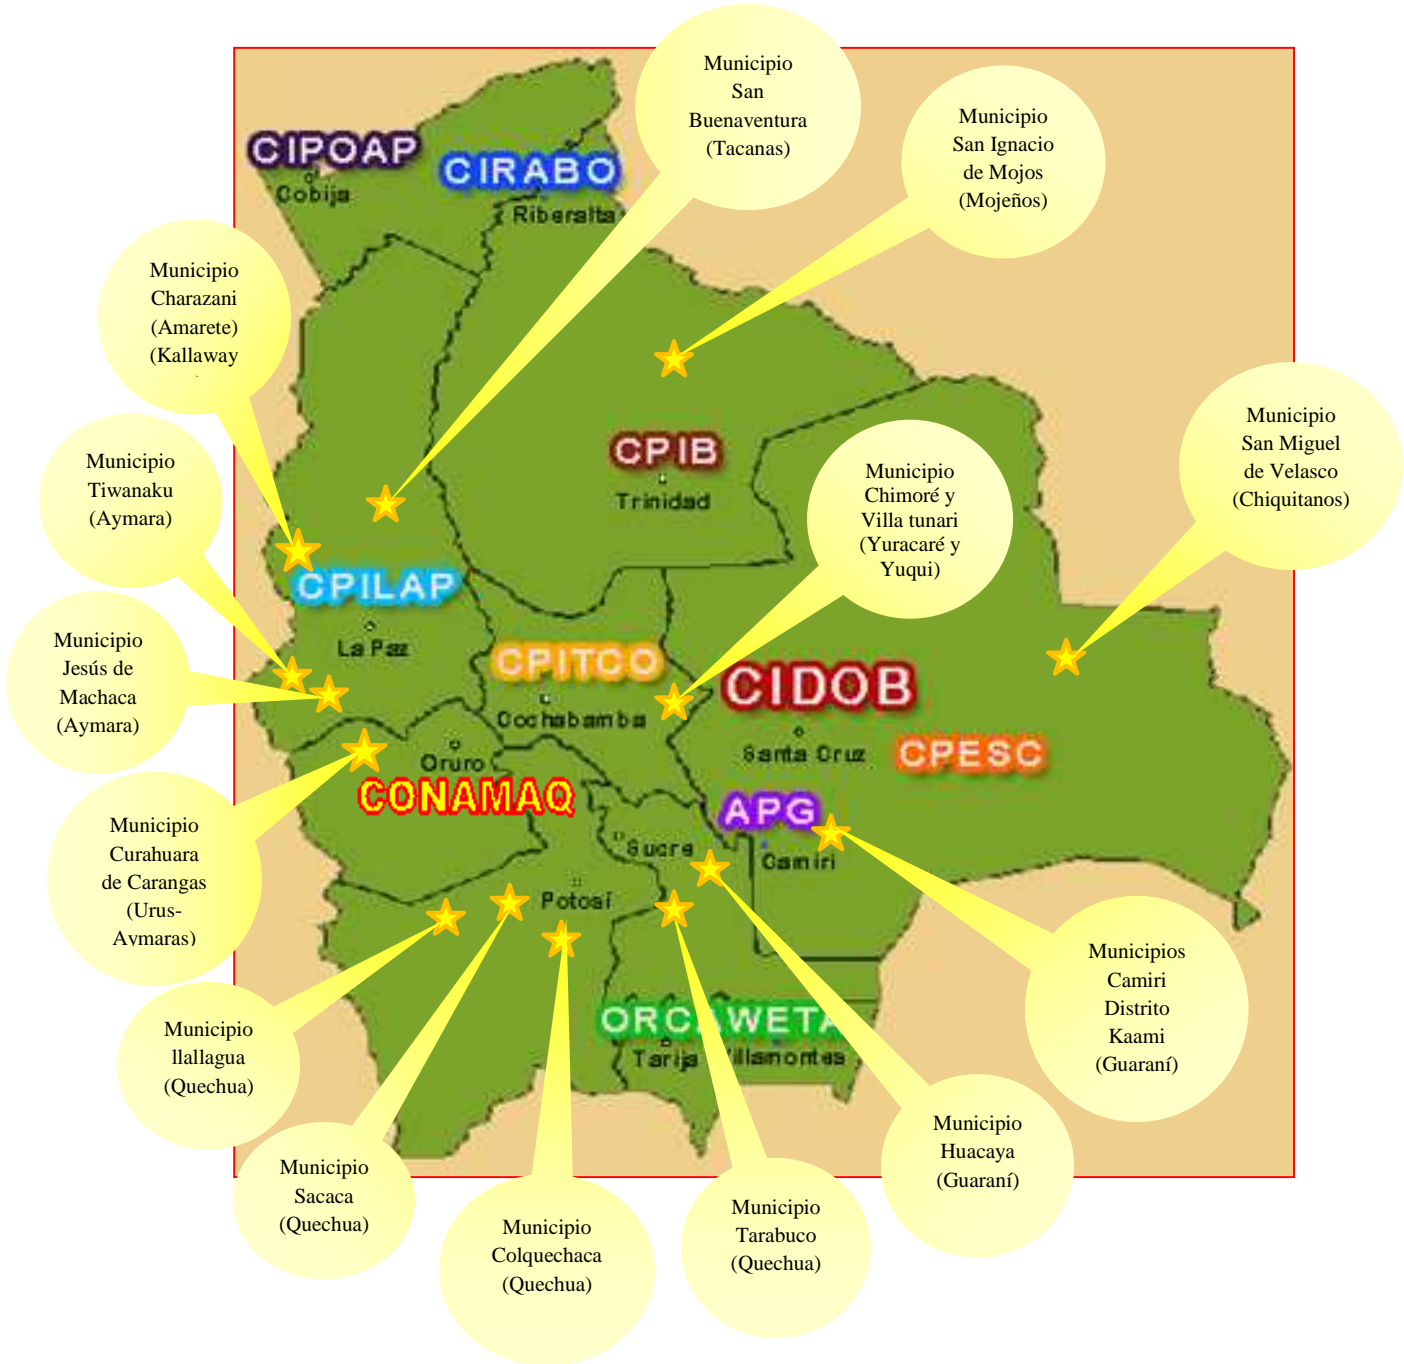 Municipio
San
Buenaventura
(Tacanas)
Municipio
San Ignacio
de Mojos
(Mojeños)
CIPOAP
Cobija
CIRABO
Riberalta
Municipio
Charazani
(Amarete)
(Kallaway
Municipio
Tiwanaku
(Aymara)
CPIB
Trinidad
Municipio
Chimoré y
Villa tunari
(Yuracaré y
Yuqui)
Municipio
San Miguel
de Velasco
(Chiquitanos)
CPILAP
La Paz
Municipio
Jesús de
Machaca
(Aymara)
CPITCO
Cochabamba
CIDOB
Santa Cruz
CPESC
Oruro
CONAMAQ
APG
Camiri
Sucre
Potosí
Municipio
Curahuara
de Carangas
(Urus-
Aymaras)
Municipio
llallagua
(Quechua)
ORCAWETA
Tarija
Villamontes
Municipios
Camiri
Distrito
Kaami
(Guaraní)
Municipio
Huacaya
(Guaraní)
Municipio
Sacaca
(Quechua)
Municipio
Colquechaca
(Quechua)
Municipio
Tarabuco
(Quechua)